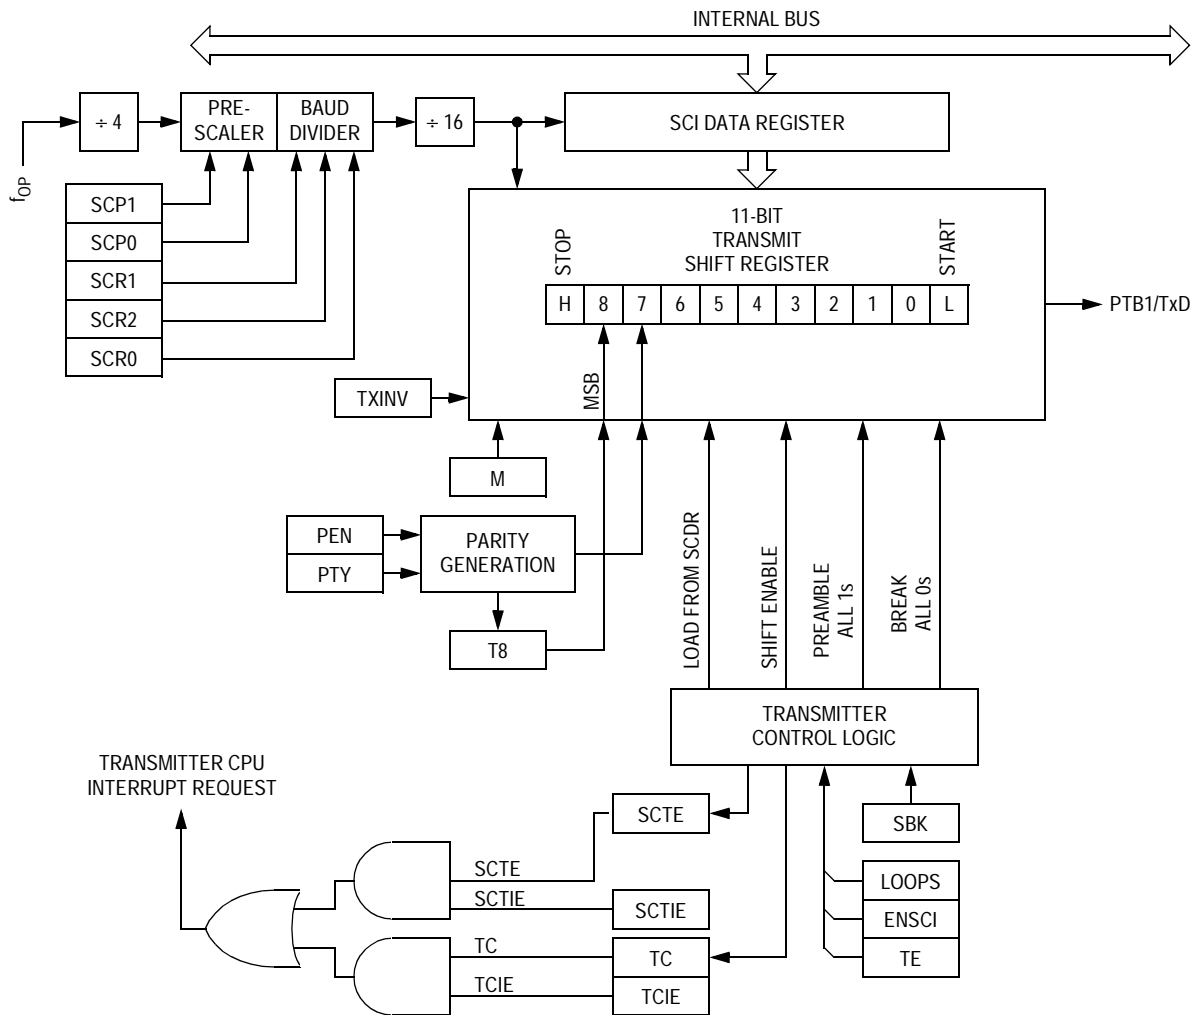 INTERNAL BUS
÷ 4
PRE-
SCALER
BAUD
DIVIDER
÷ 16
SCI DATA REGISTER
fOP
SCP1
SCP0
SCR1
SCR2
SCR0
11-BIT
TRANSMIT
SHIFT REGISTER
STOP
START
H 8 7 6 5 4 3 2 1 0 L
PTB1/TxD
MSB
TXINV
M
PEN
PTY
PARITY
GENERATION
T8
LOAD FROM SCDR
SHIFT ENABLE
PREAMBLE
ALL 1s
BREAK
ALL 0s
TRANSMITTER
CONTROL LOGIC
TRANSMITTER CPU
INTERRUPT REQUEST
SCTE
SBK
SCTE
SCTIE
SCTIE
LOOPS
ENSCI
TE
TC
TC
TCIE
TCIE